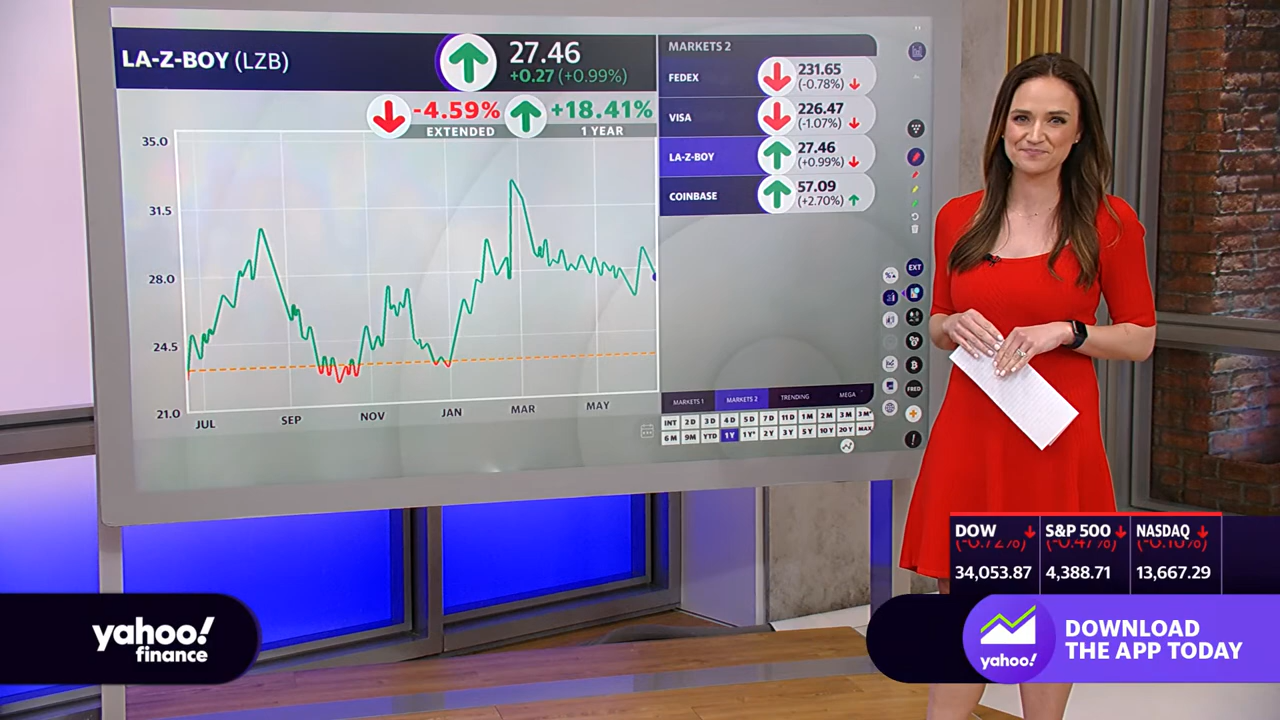 LA-Z-BOY (LZB)
27.46
+0.27 (+0.99%)
-4.59%
EXTENDED
+18.41%
1 YEAR
35.0
31.5
28.0
24.5
21.0
JUL SEP NOV JAN MAR MAY
MARKETS 2
FEDEX 231.65
(-0.78%)
VISA 226.47
(-1.07%)
LA-Z-BOY 27.46
(+0.99%)
COINBASE 57.09
(+2.70%)
EXT
FRED
MARKETS 1 MARKETS 2 TRENDING MEGA
INT 2D 3D 4D 5D 7D 11D 1M 2M 3M 3M*
6M 9M YTD 1Y 1Y* 2Y 3Y 5Y 10Y 20Y MAX
DOW S&P 500 NASDAQ
(-0.72%) (-0.47%)
34,053.87 4,388.71 13,667.29
yahoo!
finance
yahoo!
DOWNLOAD
THE APP TODAY